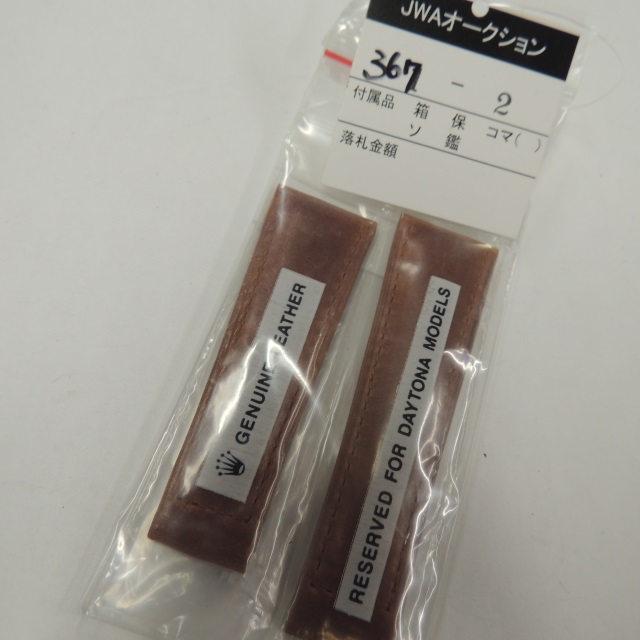 JWAオークション
367 - 2
付属品 箱 保 コマ( )
ソ 鑑
落札金額
GENUINE LEATHER
RESERVED FOR DAYTONA MODELS